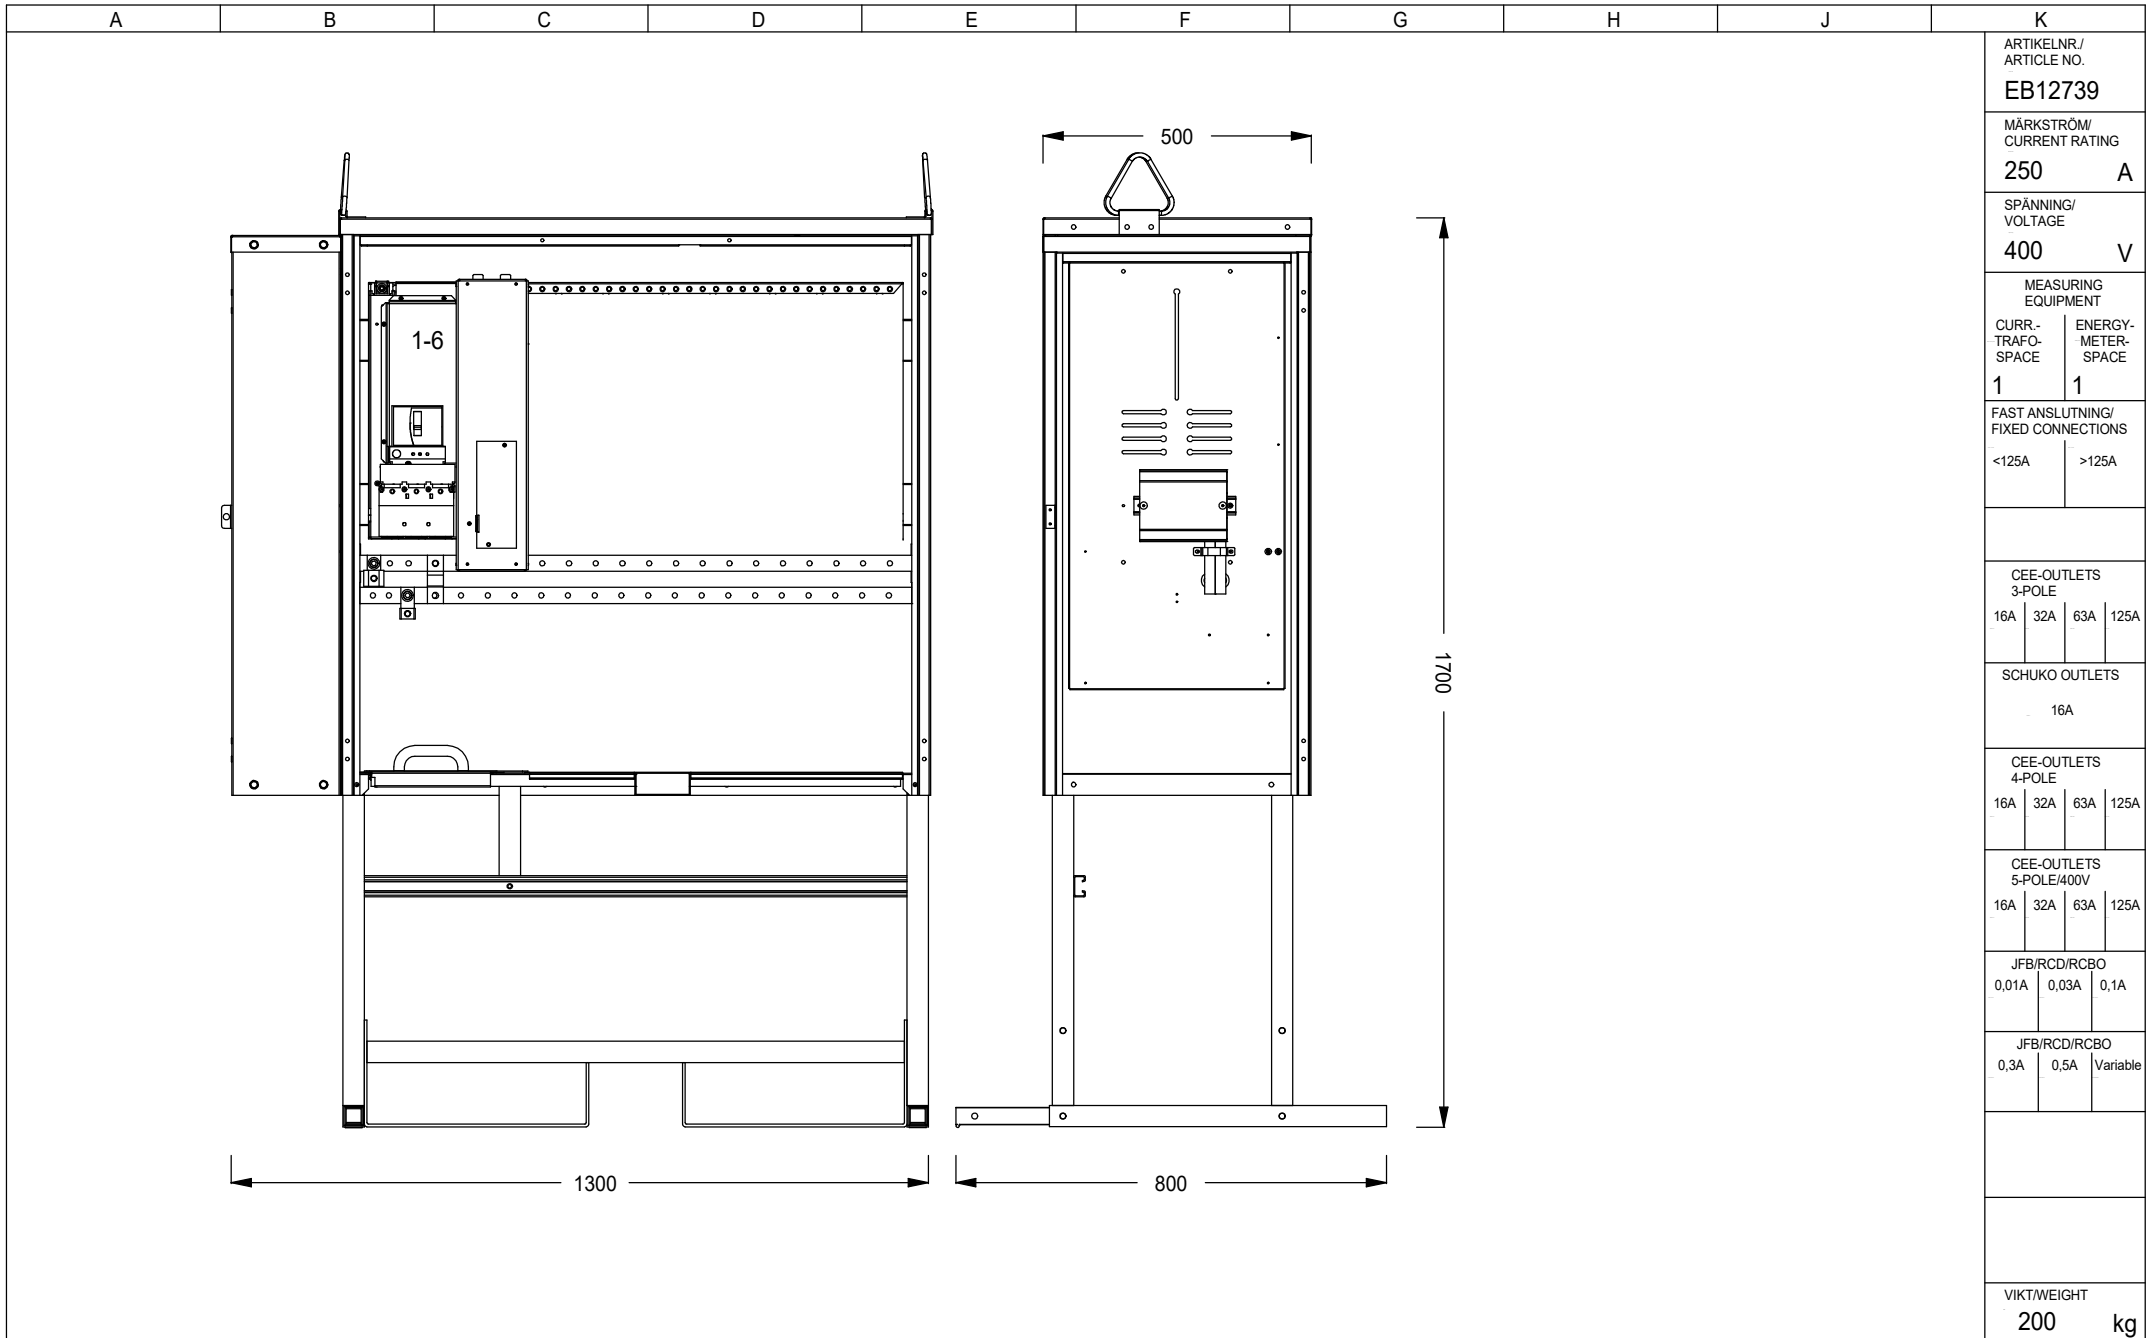 A B C D E F G H J K
ARTIKELNR./
ARTICLE NO.
EB12739
MÄRKSTRÖM/
CURRENT RATING
250 A
SPÄNNING/
VOLTAGE
400 V
MEASURING
EQUIPMENT
CURR.- ENERGY-
TRAFO- METER-
SPACE SPACE
1 1
FAST ANSLUTNING/
FIXED CONNECTIONS
<125A >125A
CEE-OUTLETS
3-POLE
16A 32A 63A 125A
SCHUKO OUTLETS
16A
CEE-OUTLETS
4-POLE
16A 32A 63A 125A
CEE-OUTLETS
5-POLE/400V
16A 32A 63A 125A
JFB/RCD/RCBO
0,01A 0,03A 0,1A
JFB/RCD/RCBO
0,3A 0,5A Variable
VIKT/WEIGHT
200 kg
500
1-6
1700
1300
800